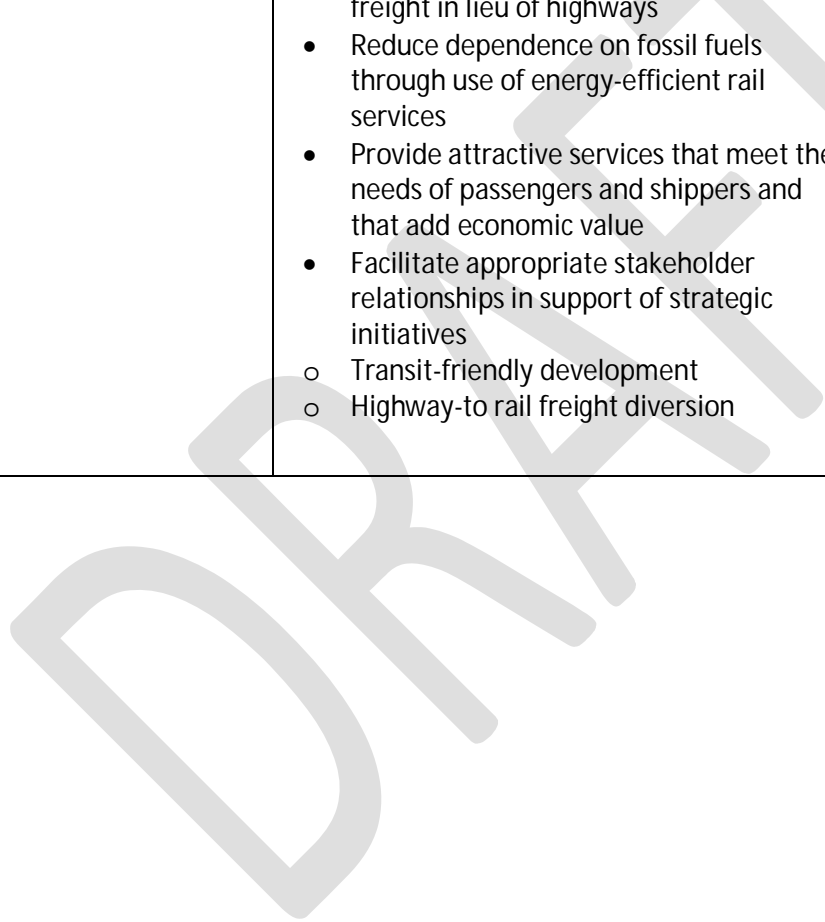 freight in lieu of highways
• Reduce dependence on fossil fuels
through use of energy-efficient rail
services
• Provide attractive services that meet the
needs of passengers and shippers and
that add economic value
• Facilitate appropriate stakeholder
relationships in support of strategic
initiatives
o Transit-friendly development
o Highway-to rail freight diversion
DRAFT